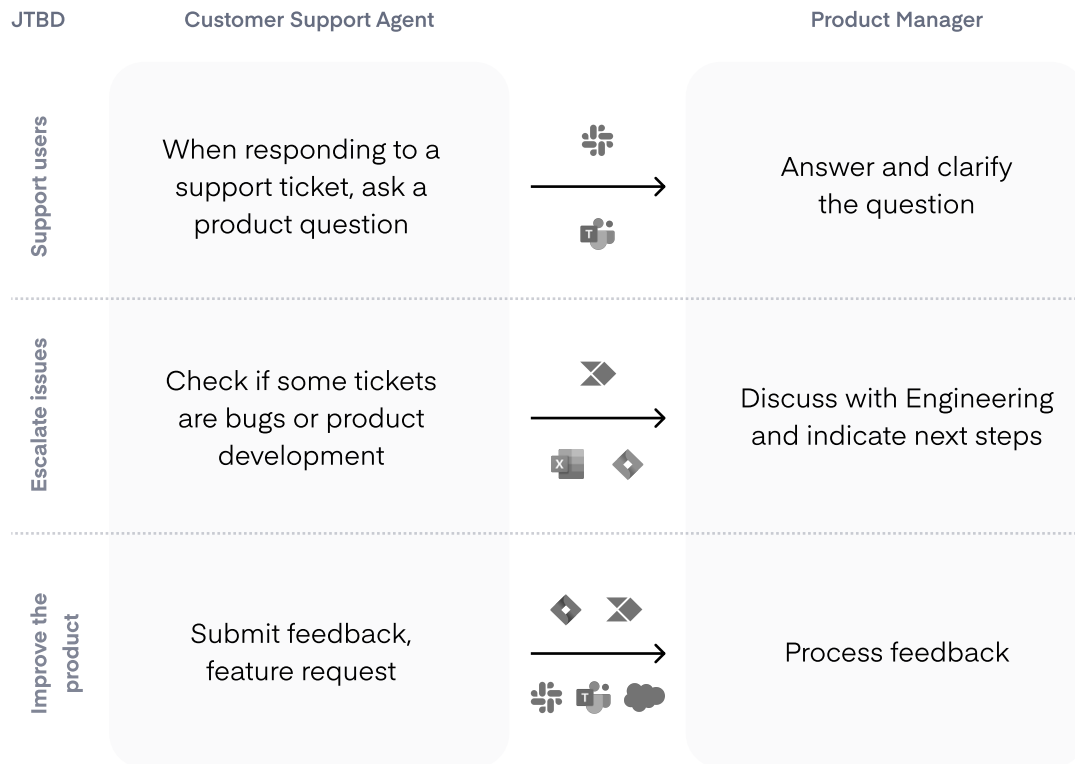 JTBD
Customer Support Agent
Product Manager
Support users
When responding to a
support ticket, ask a
product question
T
Answer and clarify
the question
Escalate issues
Check if some tickets
are bugs or product
development
X
Discuss with Engineering
and indicate next steps
Improve the
product
Submit feedback,
feature request
T
Process feedback